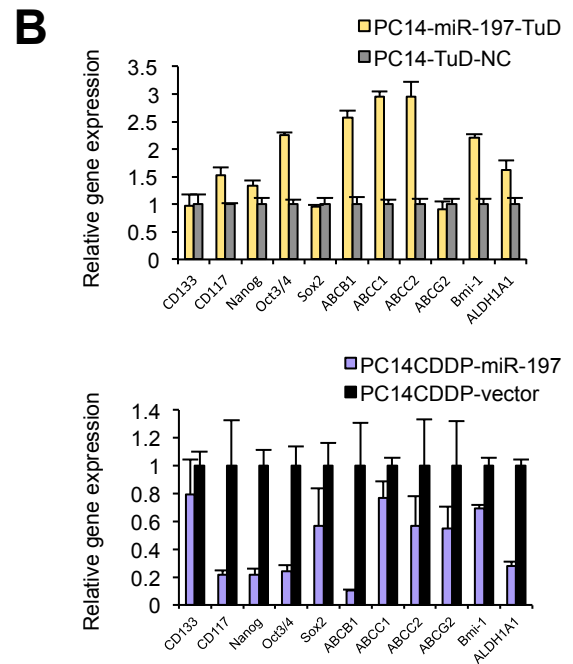 B
PC14-miR-197-TuD
PC14-TuD-NC
Relative gene expression
3.5
3
2.5
2
1.5
1
0.5
0
CD133
CD117
Nanog
Oct3/4
Sox2
ABCB1
ABCC1
ABCC2
ABCG2
Bmi-1
ALDH1A1
PC14CDDP-miR-197
PC14CDDP-vector
Relative gene expression
1.4
1.2
1
0.8
0.6
0.4
0.2
0
CD133
CD117
Nanog
Oct3/4
Sox2
ABCB1
ABCC1
ABCC2
ABCG2
Bmi-1
ALDH1A1